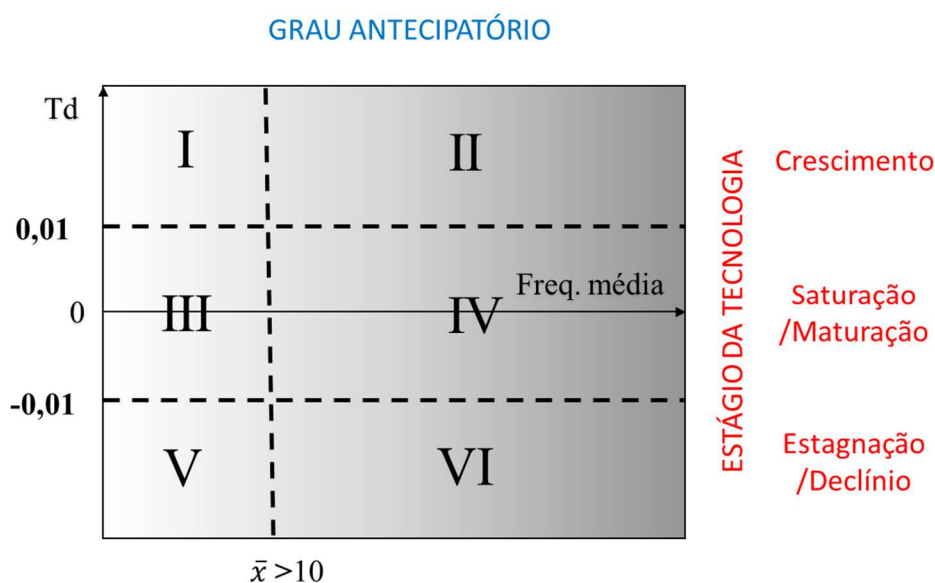 GRAU ANTECIPATÓRIO
Td
I
II
Crescimento
0,01
Freq. média
0
III
IV
Saturação
/Maturação
-0,01
V
VI
Estagnação
/Declínio
ESTÁGIO DA TECNOLOGIA
x̄ >10